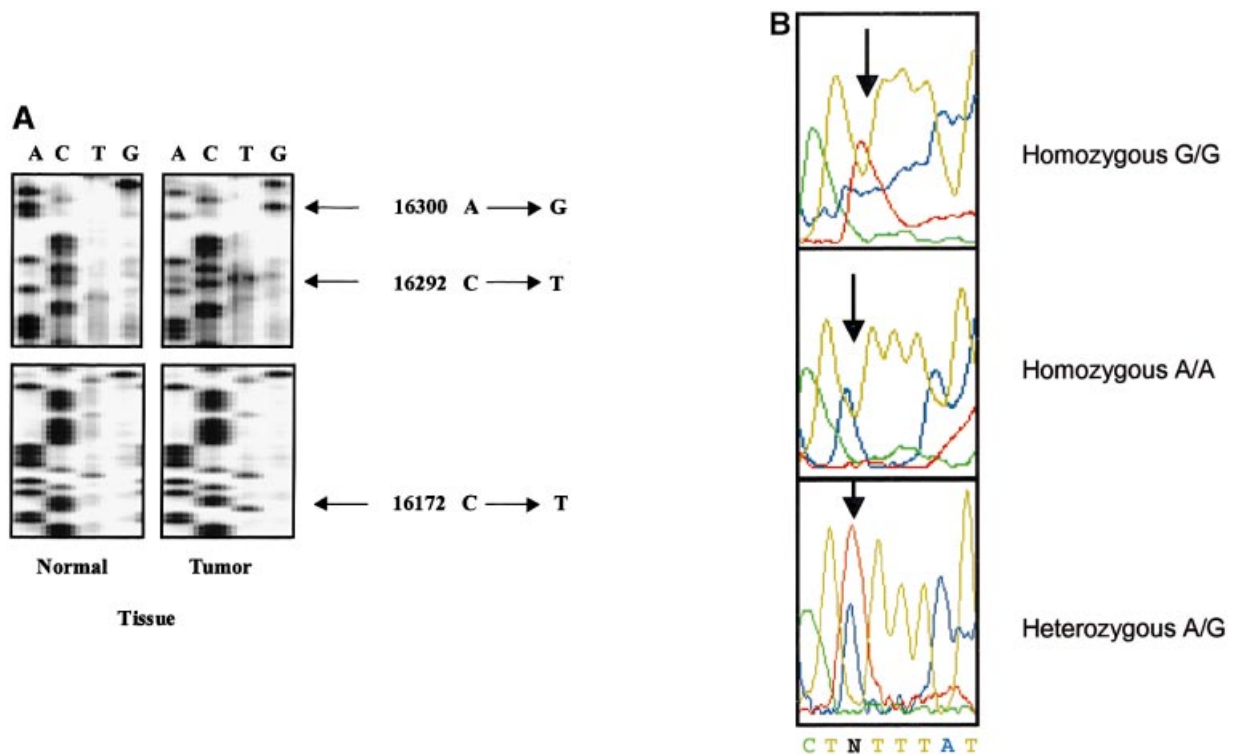 A
A C T G A C T G
16300 A G
16292 C T
16172 C T
Normal Tumor
Tissue
B
Homozygous G/G
Homozygous A/A
Heterozygous A/G
C T N T T T A T